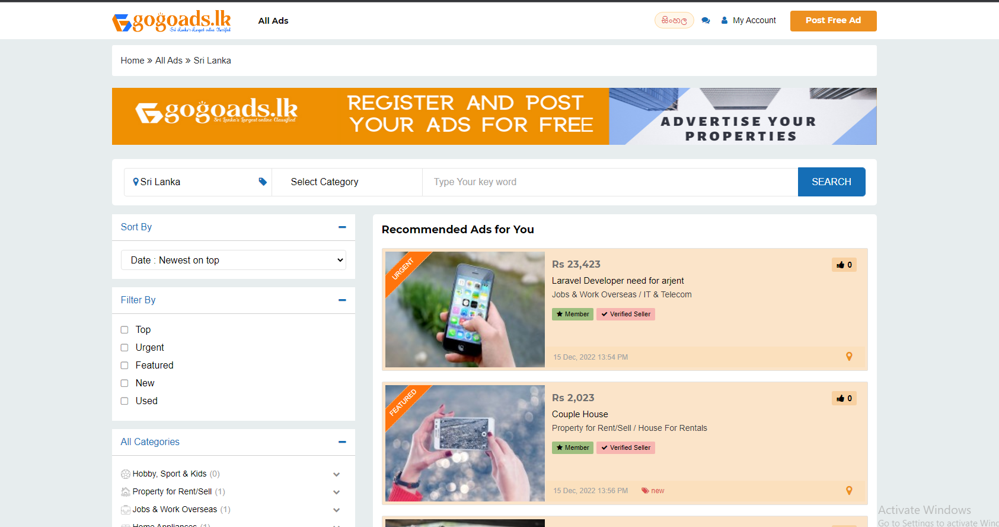 gogoads.lk
Sri Lanka's Largest online Classified
All Ads
සිංහල
My Account
Post Free Ad
Home » All Ads » Sri Lanka
gogoads.lk
Sri Lanka's Largest online Classified
REGISTER AND POST
YOUR ADS FOR FREE
ADVERTISE YOUR
PROPERTIES
Sri Lanka
Select Category
Type Your key word
SEARCH
Sort By
Date : Newest on top
Filter By
Top
Urgent
Featured
New
Used
All Categories
Hobby, Sport & Kids (0)
Property for Rent/Sell (1)
Jobs & Work Overseas (1)
Home Appliances (1)
Recommended Ads for You
URGENT
Rs 23,423
0
Laravel Developer need for arjent
Jobs & Work Overseas / IT & Telecom
Member
Verified Seller
15 Dec, 2022 13:54 PM
FEATURED
Rs 2,023
0
Couple House
Property for Rent/Sell / House For Rentals
Member
Verified Seller
15 Dec, 2022 13:56 PM
new
Activate Windows
Go to Settings to activate Wind